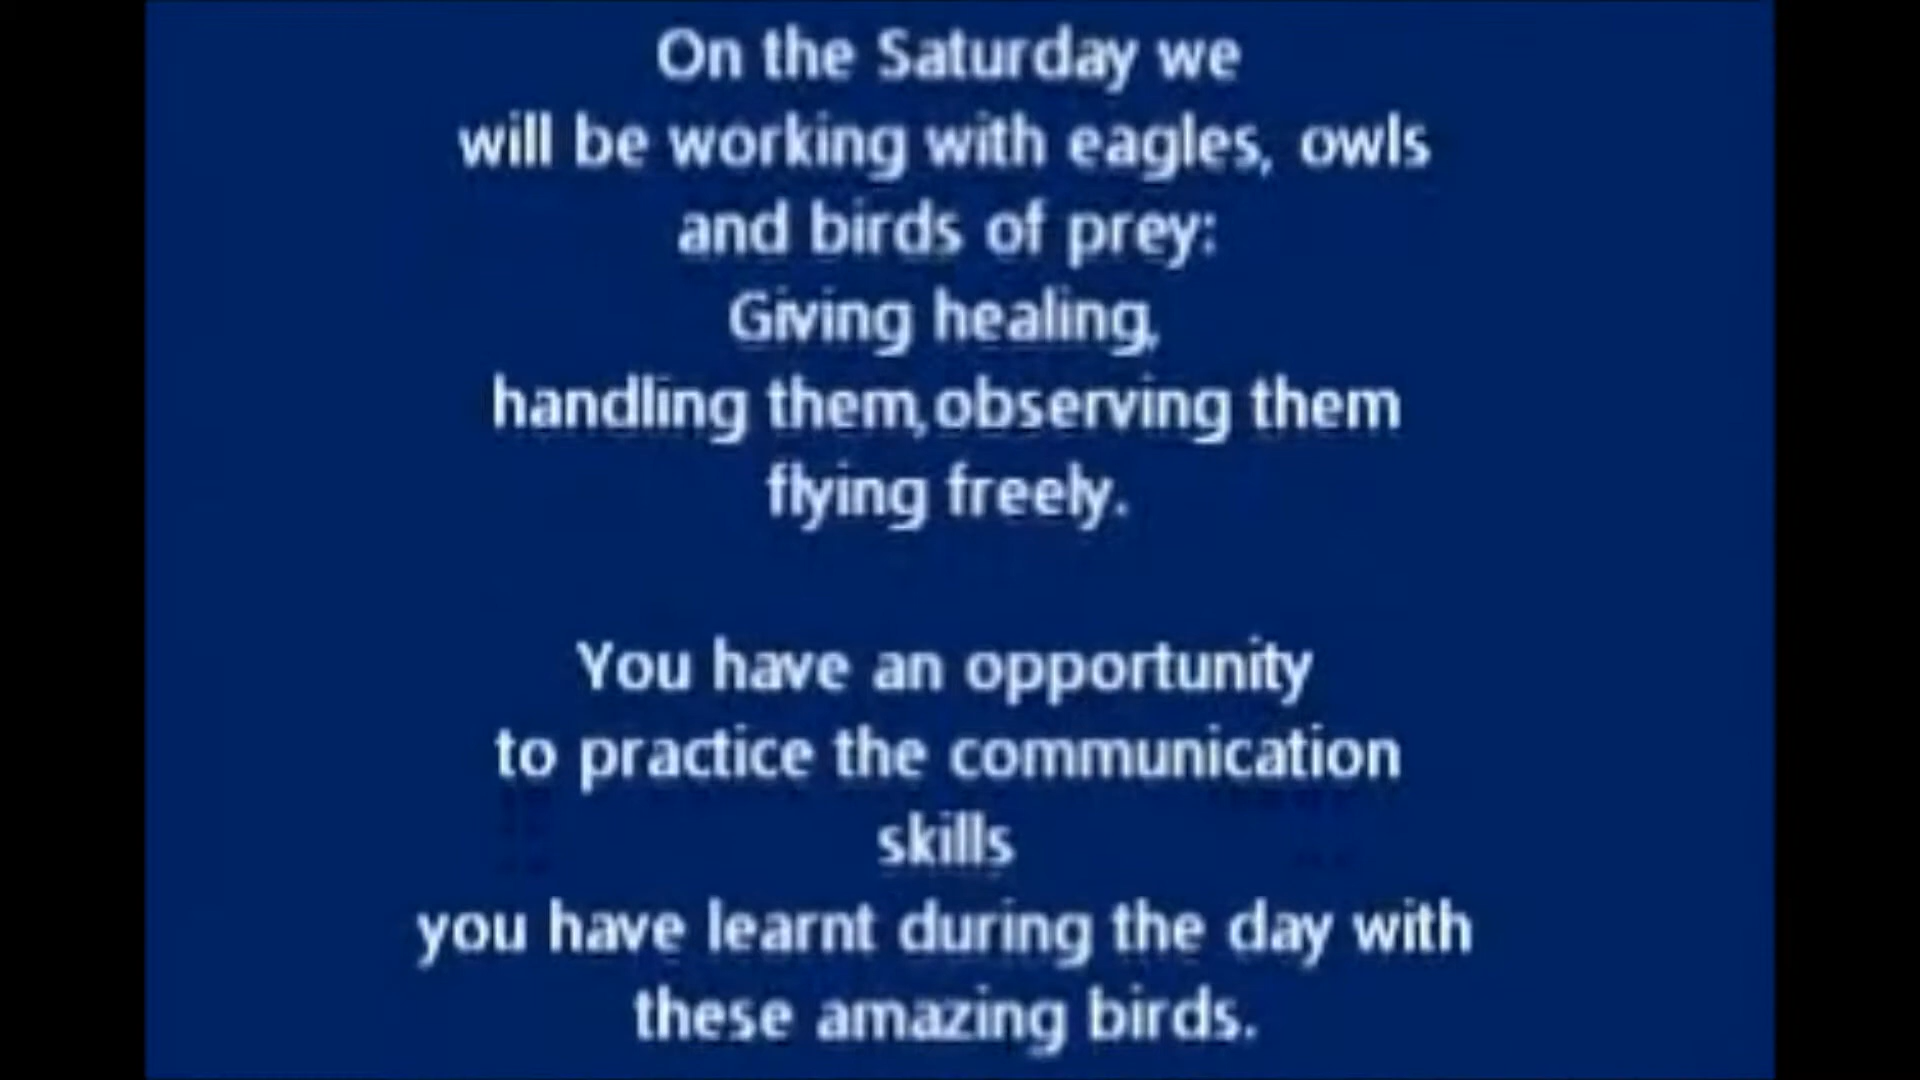 On the Saturday we
will be working with eagles, owls
and birds of prey:
Giving healing,
handling them,observing them
flying freely.
You have an opportunity
to practice the communication
skills
you have learnt during the day with
these amazing birds.